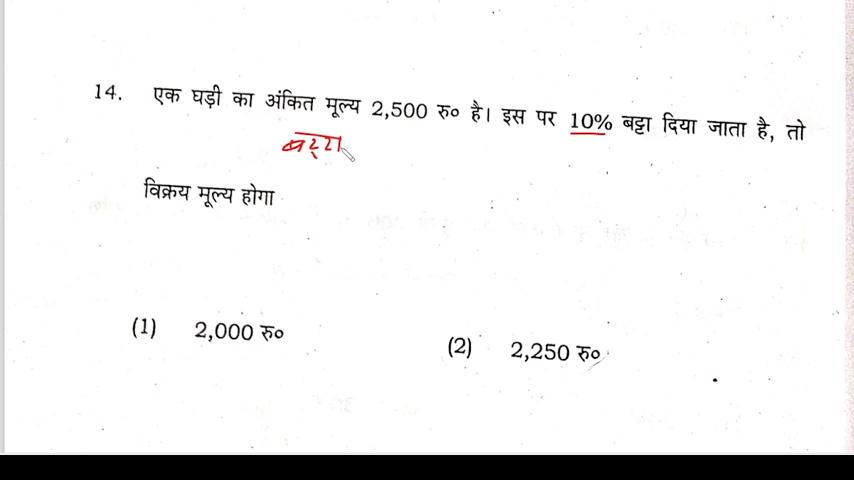 14. एक घड़ी का अंकित मूल्य 2,500 रु० है। इस पर 10% बट्टा दिया जाता है, तो
बट्टा
विक्रय मूल्य होगा
(1) 2,000 रु०
(2) 2,250 रु०